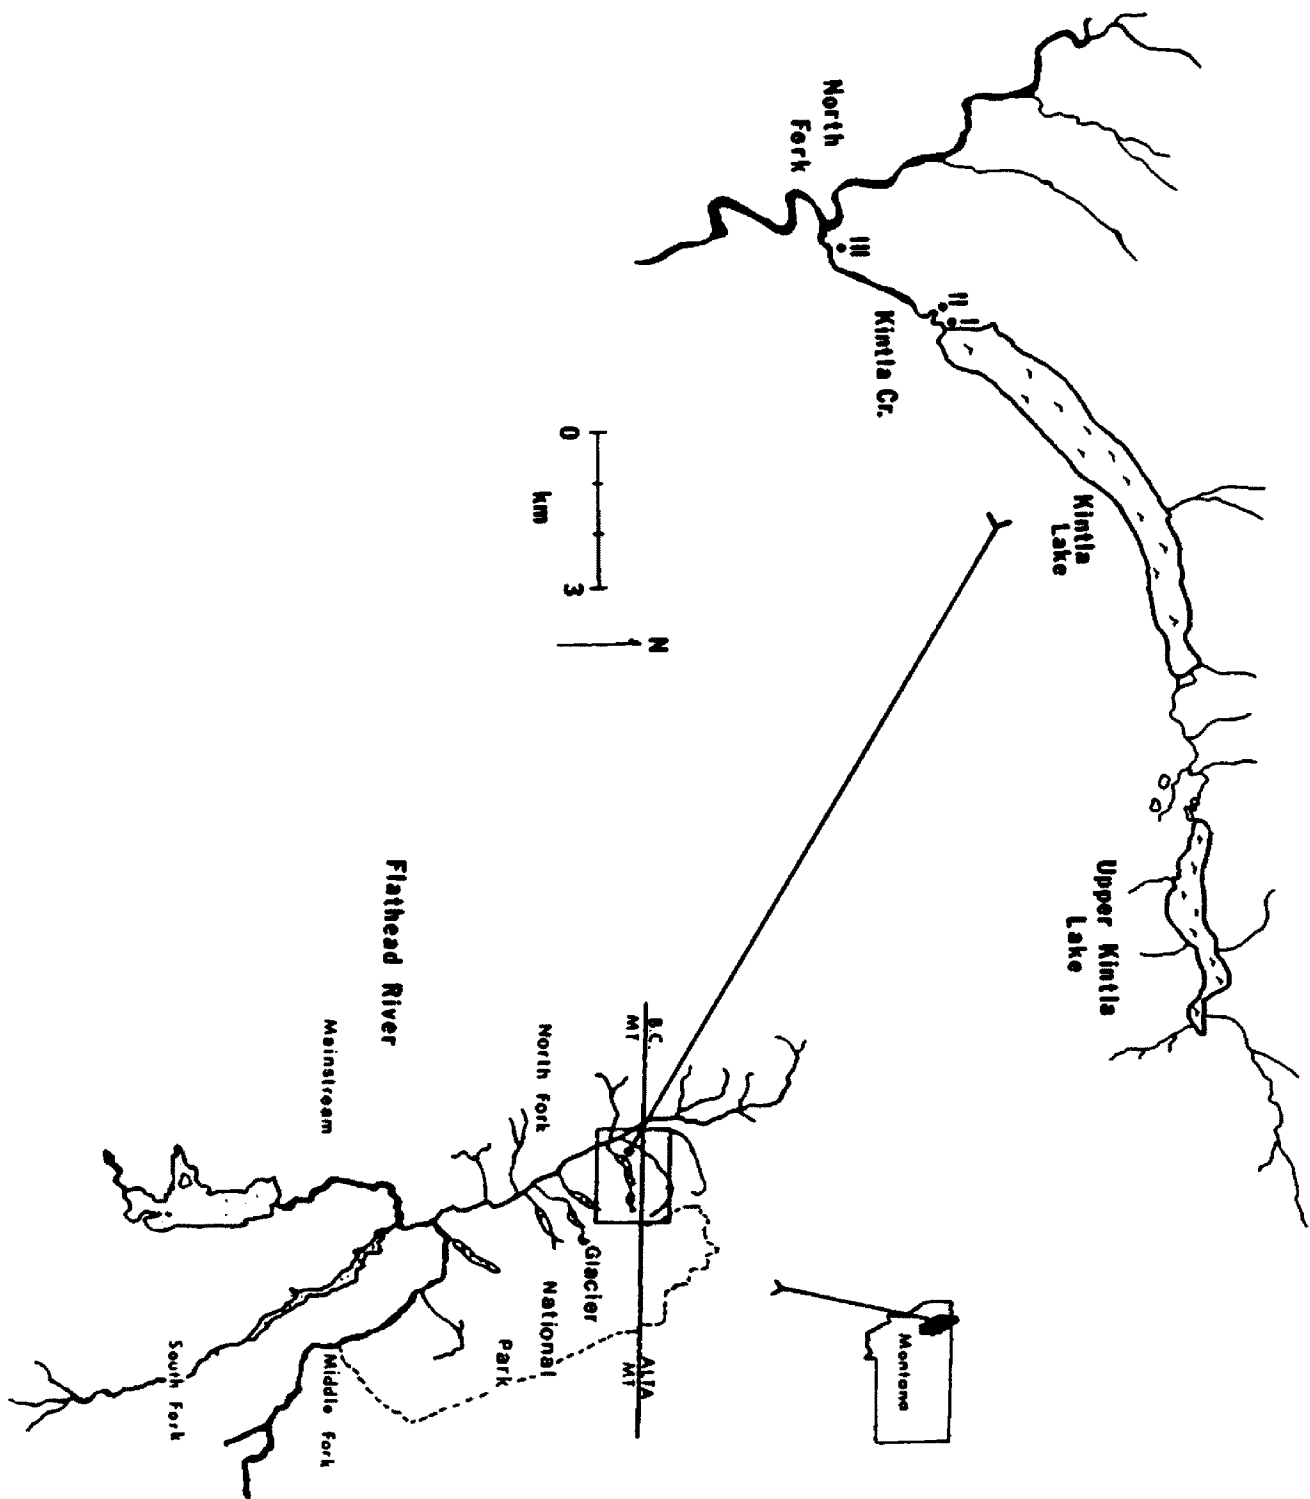 North
Fork
III
II
I
Kintla Cr.
Kintla
Lake
Upper Kintla
Lake
0
3
km
N
Flathead River
Mainstream
North Fork
B.C.
MT
Glacier
National
Park
ALTA
MT
South Fork
Middle Fork
Montana